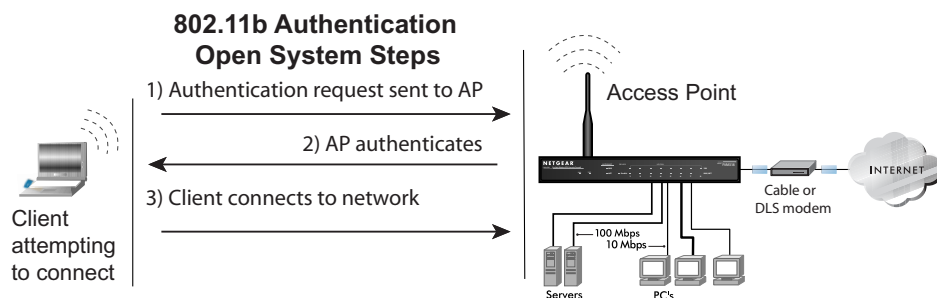 802.11b Authentication
Open System Steps
1) Authentication request sent to AP
2) AP authenticates
3) Client connects to network
Client
attempting
to connect
Access Point
NETGEAR
INTERNET
Cable or
DLS modem
100 Mbps
10 Mbps
Servers
PC's